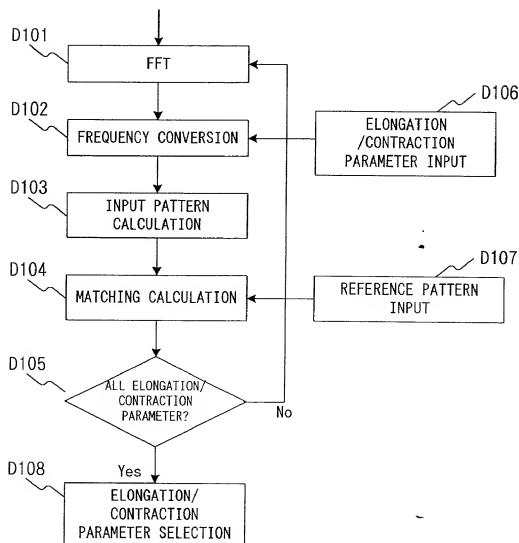 D101
FFT
D102
FREQUENCY CONVERSION
D106
ELONGATION
/CONTRACTION
PARAMETER INPUT
D103
INPUT PATTERN
CALCULATION
D104
MATCHING CALCULATION
D107
REFERENCE PATTERN
INPUT
D105
ALL ELONGATION/
CONTRACTION
PARAMETER?
No
Yes
D108
ELONGATION/
CONTRACTION
PARAMETER SELECTION